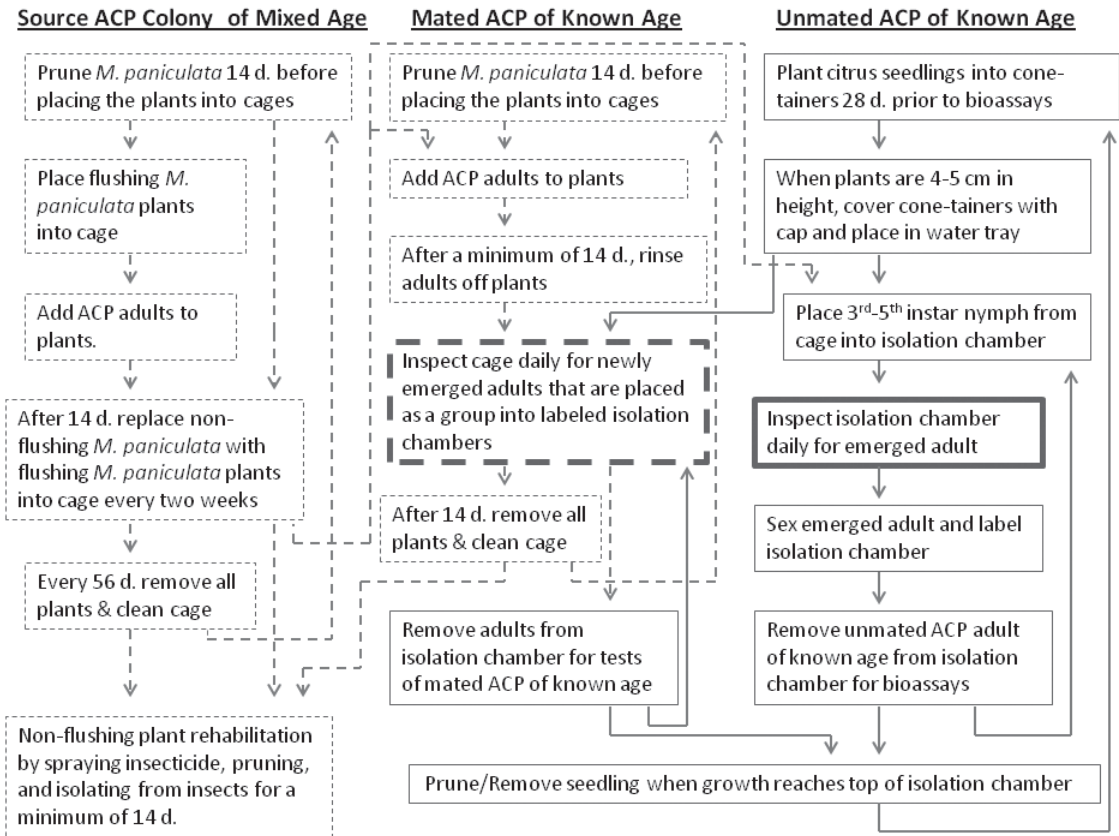 Source ACP Colony of Mixed Age
Prune M. paniculata 14 d. before
placing the plants into cages
Place flushing M.
paniculata plants
into cage
Add ACP adults to
plants.
After 14 d. replace non-
flushing M. paniculata with
flushing M. paniculata plants
into cage every two weeks
Every 56 d. remove all
plants & clean cage
Non-flushing plant rehabilitation
by spraying insecticide, pruning,
and isolating from insects for a
minimum of 14 d.
Mated ACP of Known Age
Prune M. paniculata 14 d. before
placing the plants into cages
Add ACP adults to plants
After a minimum of 14 d., rinse
adults off plants
Inspect cage daily for newly
emerged adults that are placed
as a group into labeled isolation
chambers
After 14 d. remove all
plants & clean cage
Remove adults from
isolation chamber for tests
of mated ACP of known age
Unmated ACP of Known Age
Plant citrus seedlings into cone-
tainers 28 d. prior to bioassays
When plants are 4-5 cm in
height, cover cone-tainers with
cap and place in water tray
Place 3rd-5th instar nymph from
cage into isolation chamber
Inspect isolation chamber
daily for emerged adult
Sex emerged adult and label
isolation chamber
Remove unmated ACP adult
of known age from isolation
chamber for bioassays
Prune/Remove seedling when growth reaches top of isolation chamber